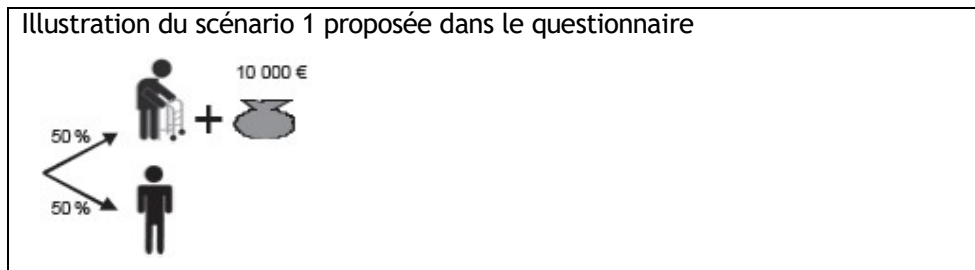 Illustration du scénario 1 proposée dans le questionnaire
10 000 €
50 %
50 %